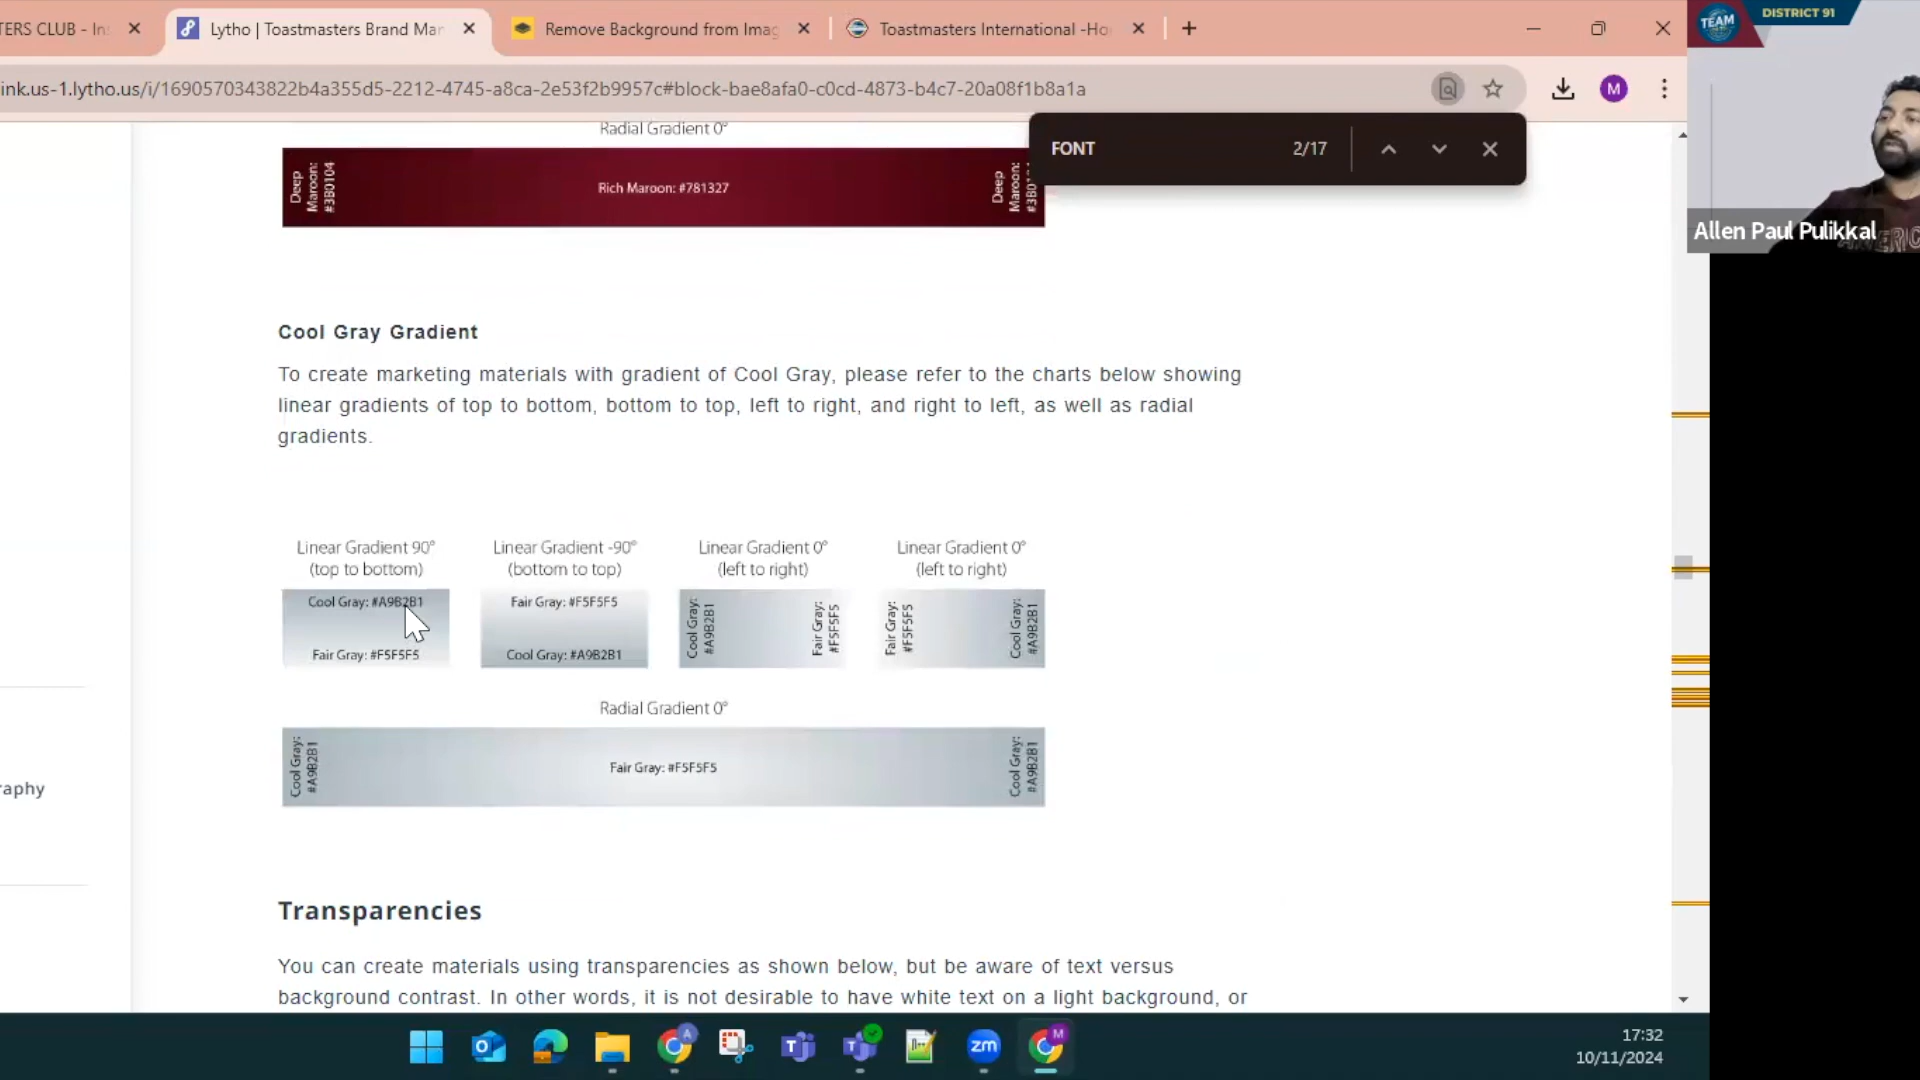 TERS CLUB - In
Lytho | Toastmasters Brand Mar
Remove Background from Imag
Toastmasters International -Ho
TEAM
DISTRICT 91
ink.us-1.lytho.us/i/1690570343822b4a355d5-2212-4745-a8ca-2e53f2b9957c#block-bae8afa0-c0cd-4873-b4c7-20a08f1b8a1a
M
FONT
2/17
Allen Paul Pulikkal
Radial Gradient 0°
Deep Maroon: #3B0104
Rich Maroon: #781327
Deep Maroon:
Cool Gray Gradient
To create marketing materials with gradient of Cool Gray, please refer to the charts below showing
linear gradients of top to bottom, bottom to top, left to right, and right to left, as well as radial
gradients.
Linear Gradient 90°
(top to bottom)
Cool Gray: #A9B2B1
Fair Gray: #F5F5F5
Linear Gradient -90°
(bottom to top)
Fair Gray: #F5F5F5
Cool Gray: #A9B2B1
Linear Gradient 0°
(left to right)
Cool Gray: #A9B2B1
Fair Gray: #F5F5F5
Linear Gradient 0°
(left to right)
Fair Gray: #F5F5F5
Cool Gray: #A9B2B1
Radial Gradient 0°
Cool Gray: #A9B2B1
Fair Gray: #F5F5F5
Cool Gray: #A9B2B1
raphy
Transparencies
You can create materials using transparencies as shown below, but be aware of text versus
background contrast. In other words, it is not desirable to have white text on a light background, or
zm
17:32
10/11/2024